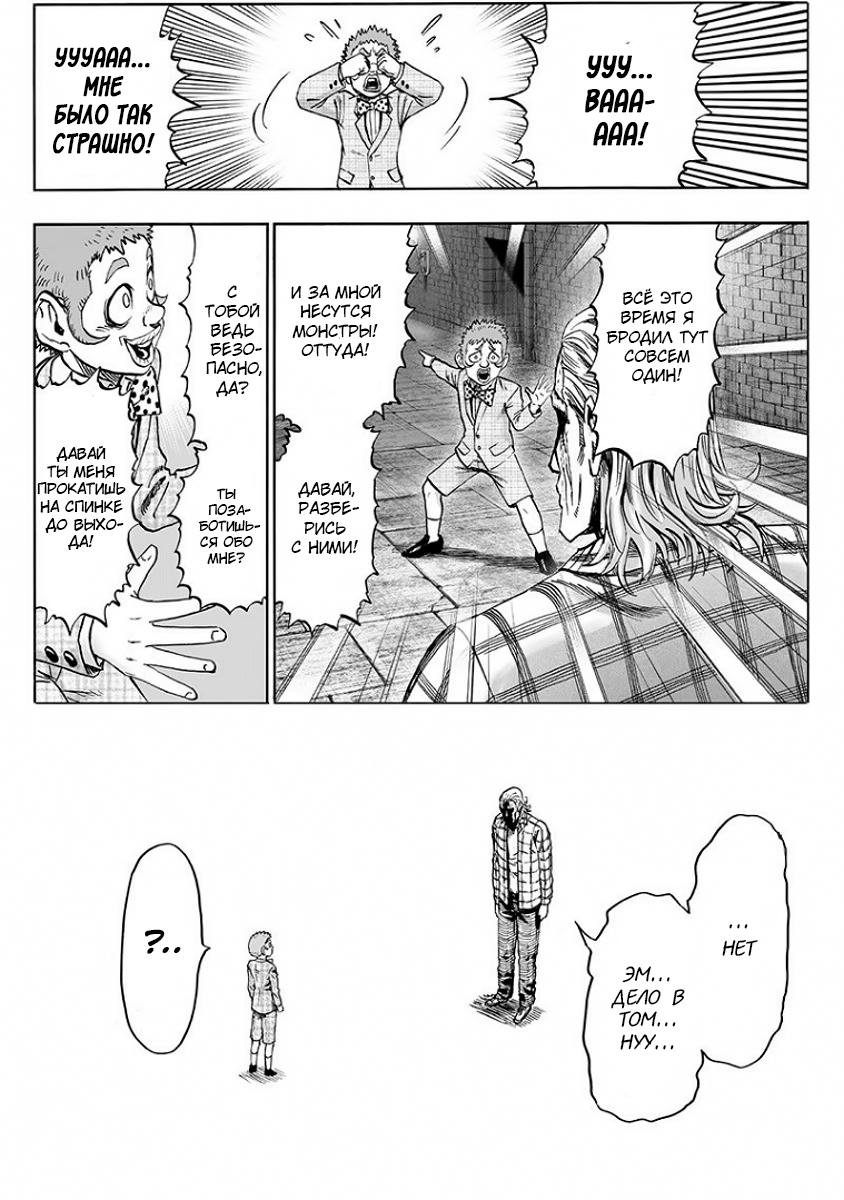 УУУ...
ВААА-
ААА!
УУУААА...
МНЕ
БЫЛО ТАК
СТРАШНО!
ВСЁ ЭТО
ВРЕМЯ Я
БРОДИЛ ТУТ
СОВСЕМ
ОДИН!
И ЗА МНОЙ
НЕСУТСЯ
МОНСТРЫ!
ОТТУДА!
ДАВАЙ,
РАЗБЕ-
РИСЬ
С НИМИ!
С
ТОБОЙ
ВЕДЬ
БЕЗО-
ПАСНО,
ДА?
ТЫ
ПОЗА-
БОТИШЬ-
СЯ ОБО
МНЕ?
ДАВАЙ
ТЫ МЕНЯ
ПРОКАТИШЬ
НА СПИНКЕ
ДО ВЫХО-
ДА!
...
НЕТ
ЭМ...
ДЕЛО В
ТОМ...
НУУ...
?..